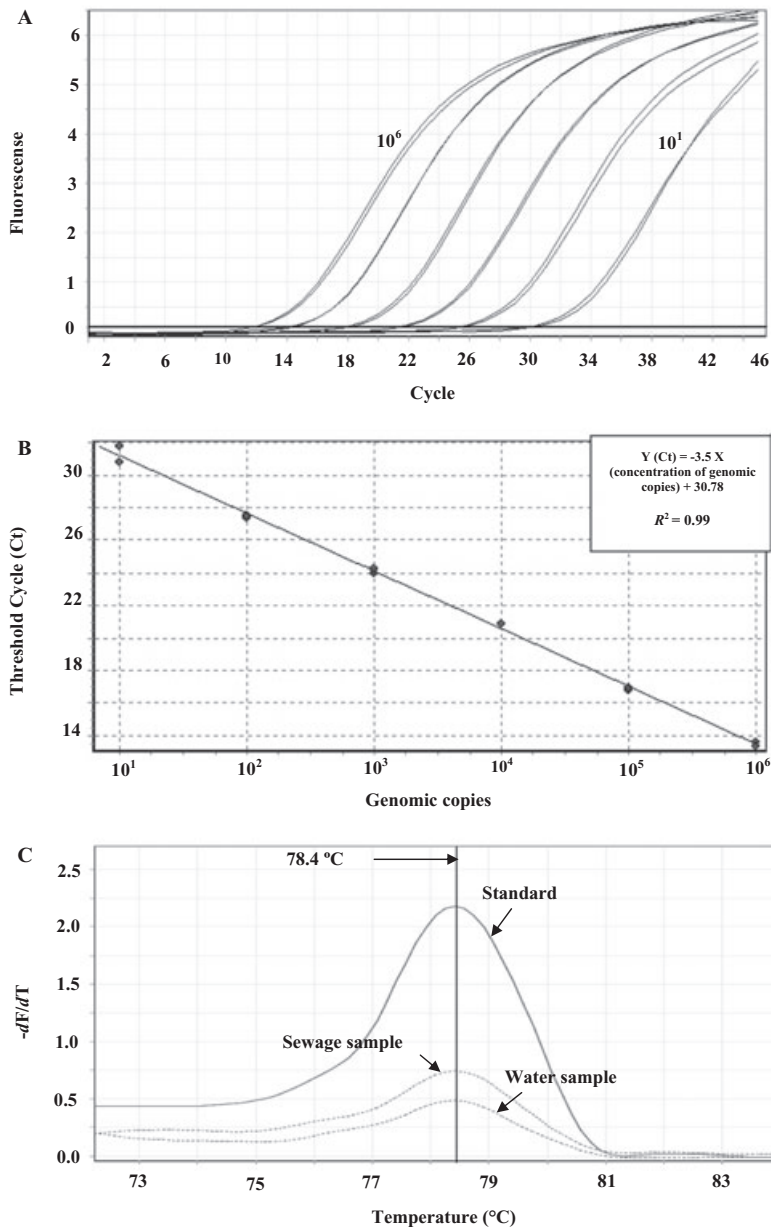 A
6
5
4
3
2
1
0
Fluorescense
10⁶
10¹
2 6 10 14 18 22 26 30 34 38 42 46
Cycle
B
30
26
22
18
14
Threshold Cycle (Ct)
Y (Ct) = -3.5 X
(concentration of genomic
copies) + 30.78
R² = 0.99
10¹ 10² 10³ 10⁴ 10⁵ 10⁶
Genomic copies
C
78.4 ºC
2.5
2.0
1.5
1.0
0.5
0.0
-dF/dT
Standard
Sewage sample
Water sample
73 75 77 79 81 83
Temperature (°C)